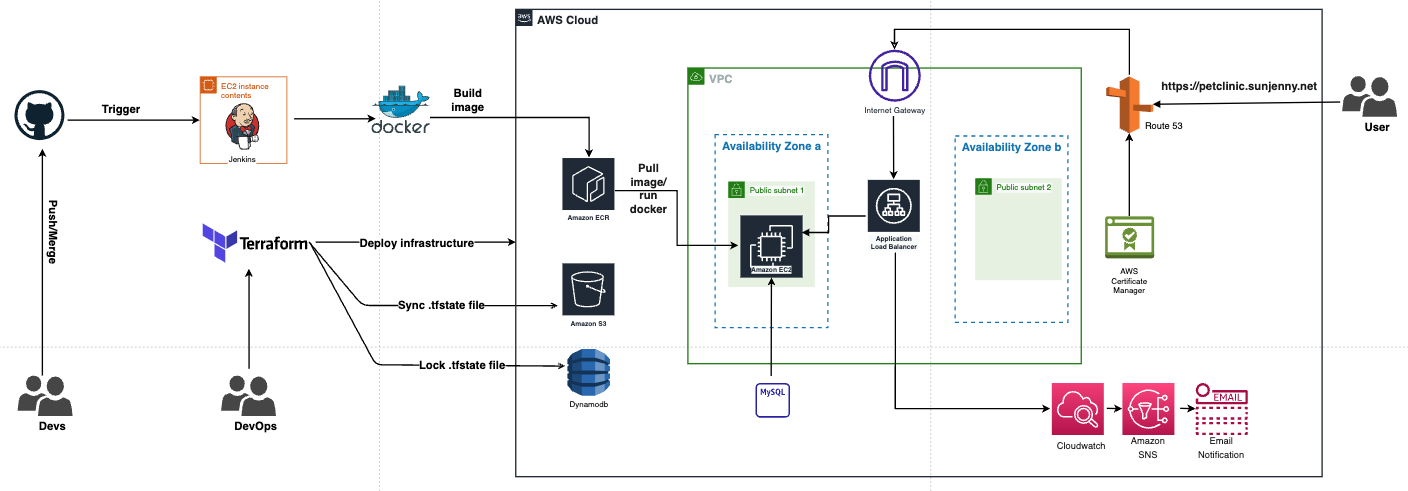 aws
AWS Cloud
VPC
EC2 instance
contents
Jenkins
Trigger
docker
Build
image
Push/Merge
Internet Gateway
https://petclinic.sunjenny.net
User
Route 53
Availability Zone a
Availability Zone b
Public subnet 1
Public subnet 2
Amazon ECR
Pull
image/
run
docker
Amazon EC2
Application
Load Balancer
Terraform
Deploy infrastructure
AWS
Certificate
Manager
Sync .tfstate file
Amazon S3
Lock .tfstate file
Dynamodb
MySQL
Devs
DevOps
EMAIL
Cloudwatch
Amazon
SNS
Email
Notification